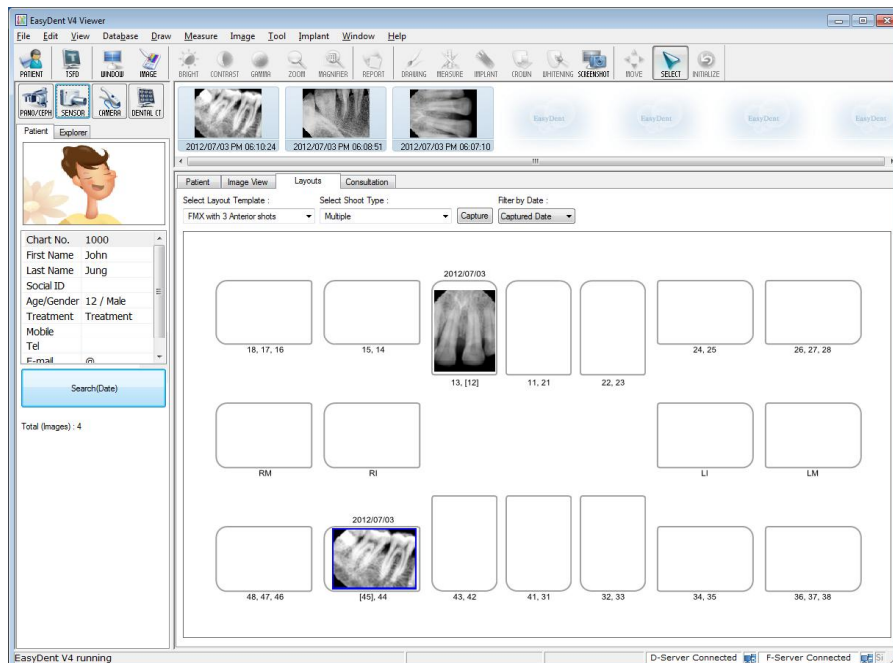 EasyDent V4 Viewer
File Edit View Database Draw Measure Image Tool Implant Window Help
PATIENT TSFD WINDOW IMAGE BRIGHT CONTRAST GAMMA ZOOM MAGNIFIER REPORT DRAWING MEASURE IMPLANT CROWN WHITENING SCREENSHOT MOVE SELECT INITIALIZE
PANO/CEPH SENSOR CAMERA DENTAL CT
EasyDent EasyDent EasyDent EasyDent
2012/07/03 PM 06:10:24 2012/07/03 PM 06:08:51 2012/07/03 PM 06:07:10
Patient Explorer
Patient Image View Layouts Consultation
Select Layout Template : Select Shoot Type : Filter by Date :
FMX with 3 Anterior shots Multiple Capture Captured Date
Chart No. 1000
First Name John
Last Name Jung
Social ID
Age/Gender 12 / Male
Treatment Treatment
Mobile
Tel
E-mail @
Search(Date)
Total (Images) : 4
2012/07/03
18, 17, 16 15, 14 13, [12] 11, 21 22, 23 24, 25 26, 27, 28
RM RI LI LM
2012/07/03
48, 47, 46 [45], 44 43, 42 41, 31 32, 33 34, 35 36, 37, 38
EasyDent V4 running D-Server Connected F-Server Connected